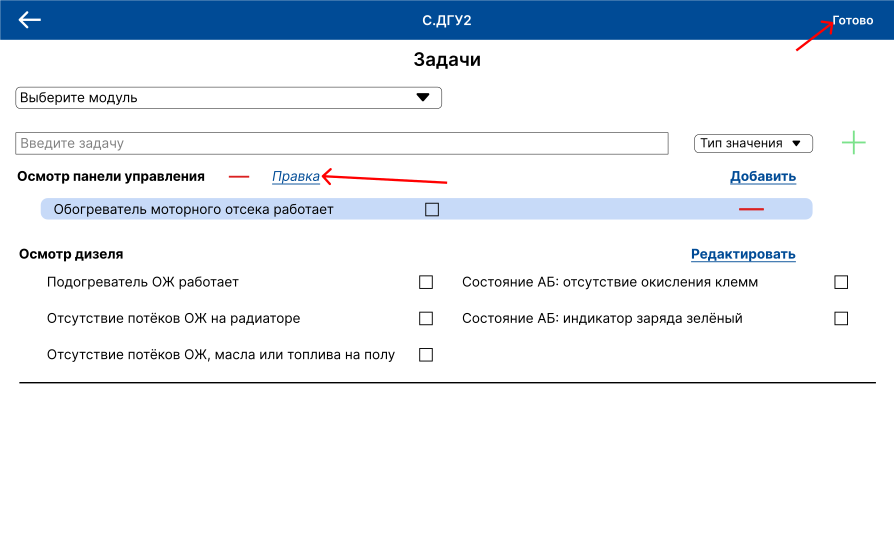 С.ДГУ2
Готово
Задачи
Выберите модуль
Введите задачу
Тип значения
Осмотр панели управления
Правка
Добавить
Обогреватель моторного отсека работает
Осмотр дизеля
Редактировать
Подогреватель ОЖ работает
Состояние АБ: отсутствие окисления клемм
Отсутствие потёков ОЖ на радиаторе
Состояние АБ: индикатор заряда зелёный
Отсутствие потёков ОЖ, масла или топлива на полу